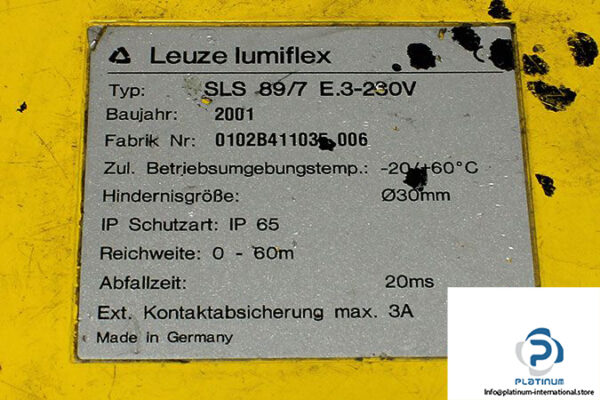 Leuze lumiflex
Typ: SLS 89/7 E.3-230V
Baujahr: 2001
Fabrik Nr: 0102B411035 006
Zul. Betriebsumgebungstemp.: -20/+60°C
Hindernisgröße: Ø30mm
IP Schutzart: IP 65
Reichweite: 0 - 60m
Abfallzeit: 20ms
Ext. Kontaktabsicherung max. 3A
Made in Germany
PLATINUM
INTERNATIONAL
Info@platinum-international.store